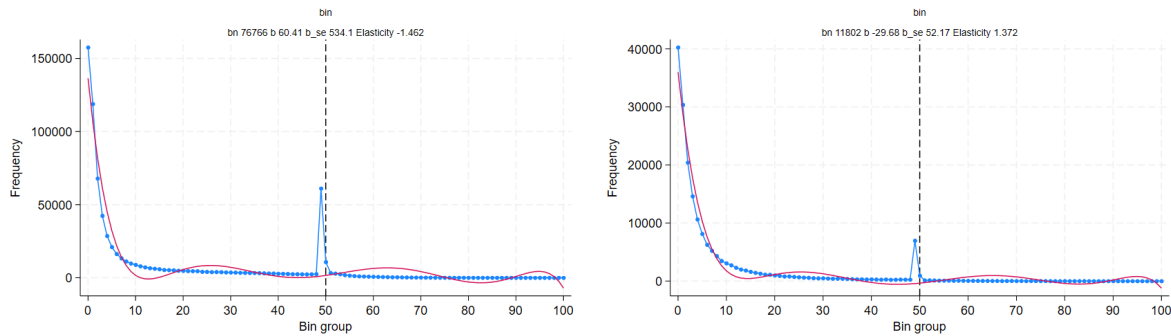 bin
bn 76766 b 60.41 b_se 534.1 Elasticity -1.462
150000
100000
50000
0
Frequency
0 10 20 30 40 50 60 70 80 90 100
Bin group
bin
bn 11802 b -29.68 b_se 52.17 Elasticity 1.372
40000
30000
20000
10000
0
Frequency
0 10 20 30 40 50 60 70 80 90 100
Bin group